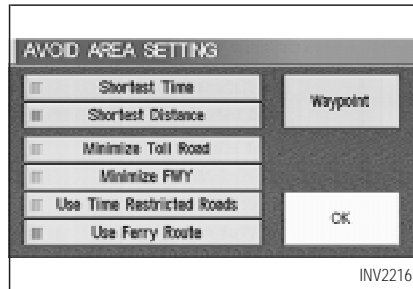 AVOID AREA SETTING
Shortest Time
Shortest Distance
Minimize Toll Road
Minimize FWY
Use Time Restricted Roads
Use Ferry Route
Waypoint
OK
INV2216